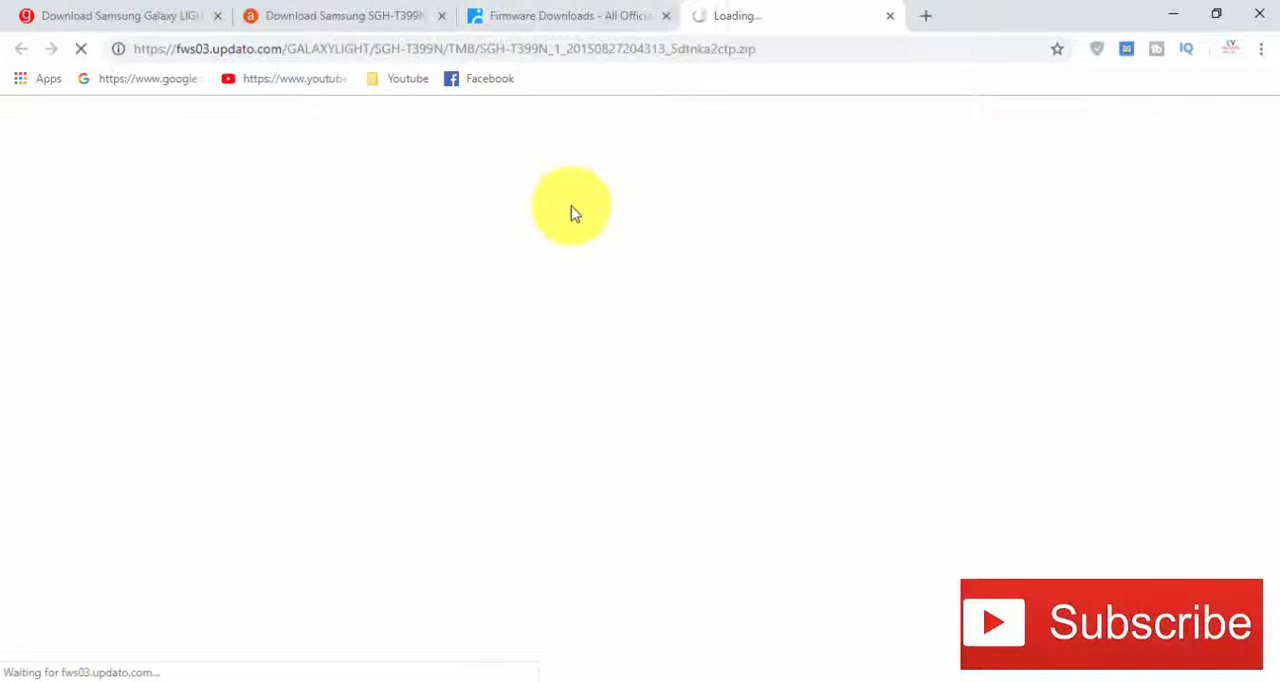 Download Samsung Galaxy LIGH
Download Samsung SGH-T399N
Firmware Downloads - All Offici
Loading...
https://fws03.updato.com/GALAXYLIGHT/SGH-T399N/TMB/SGH-T399N_1_20150827204313_5dtnka2ctp.zip
Apps
https://www.google
https://www.youtube
Youtube
Facebook
Subscribe
Waiting for fws03.updato.com...